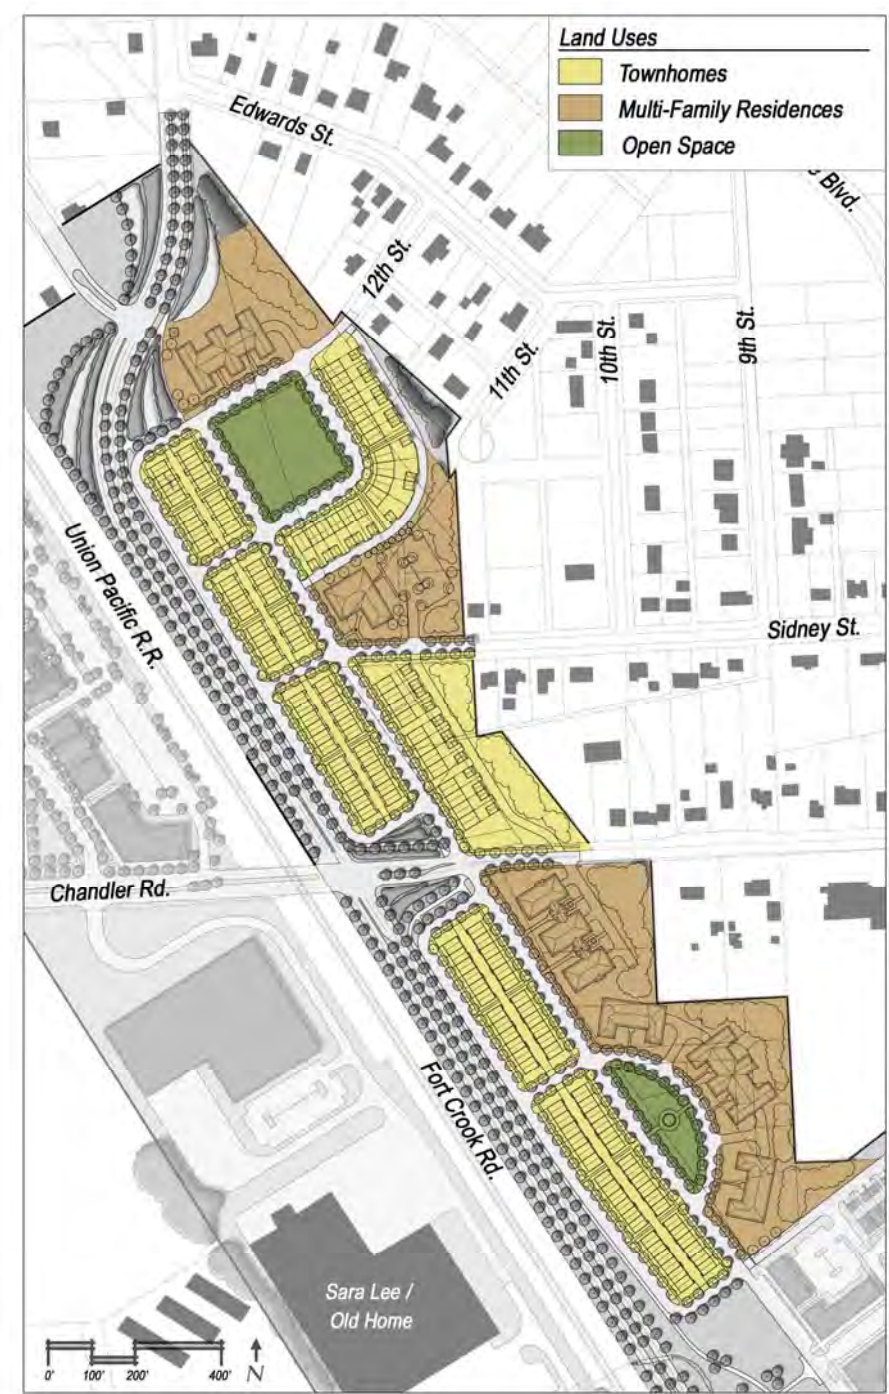 Land Uses
Townhomes
Multi-Family Residences
Open Space
Edwards St.
Blvd.
12th St.
11th St.
10th St.
9th St.
Union Pacific R.R.
Sidney St.
Chandler Rd.
Fort Crook Rd.
Sara Lee /
Old Home
0' 100' 200' 400' N